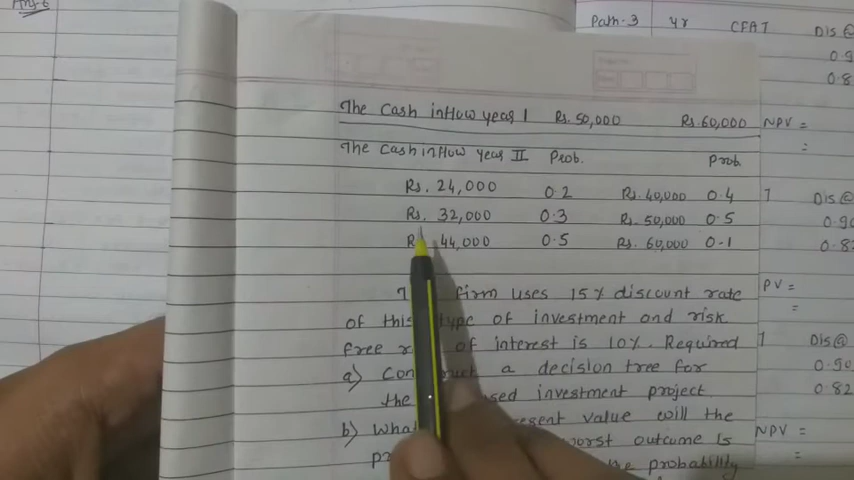 Ans-6
Path-3 Yr CFAT Dis@
0.9
0.8
The Cash inflow year I Rs. 50,000 Rs. 60,000
NPV =
=
The Cash inflow year II Prob. Prob
Rs. 24,000 0.2 Rs. 40,000 0.4
Rs. 32,000 0.3 Rs. 50,000 0.5
44,000 0.5 Rs. 60,000 0-1
Dis@
0.90
0.82
firm uses 15% discount rate
of this type of investment and risk
free of interest is 10%. Required
a) a decision tree for
the investment project.
b) value will the
worst outcome is
probability
PV =
=
Dis@
0.90
0.82
NPV =
=